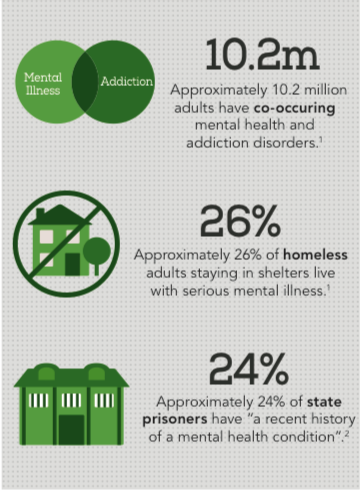 Mental
Illness
Addiction
10.2m
Approximately 10.2 million
adults have co-occuring
mental health and
addiction disorders.¹
26%
Approximately 26% of homeless
adults staying in shelters live
with serious mental illness.¹
24%
Approximately 24% of state
prisoners have “a recent history
of a mental health condition”.²